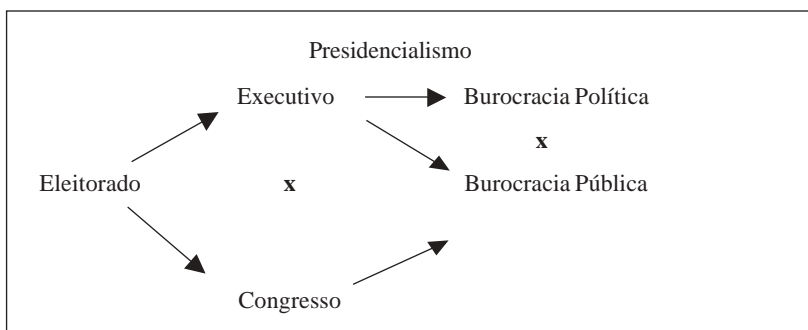 Presidencialismo
Executivo Burocracia Política
x
Eleitorado x Burocracia Pública
Congresso